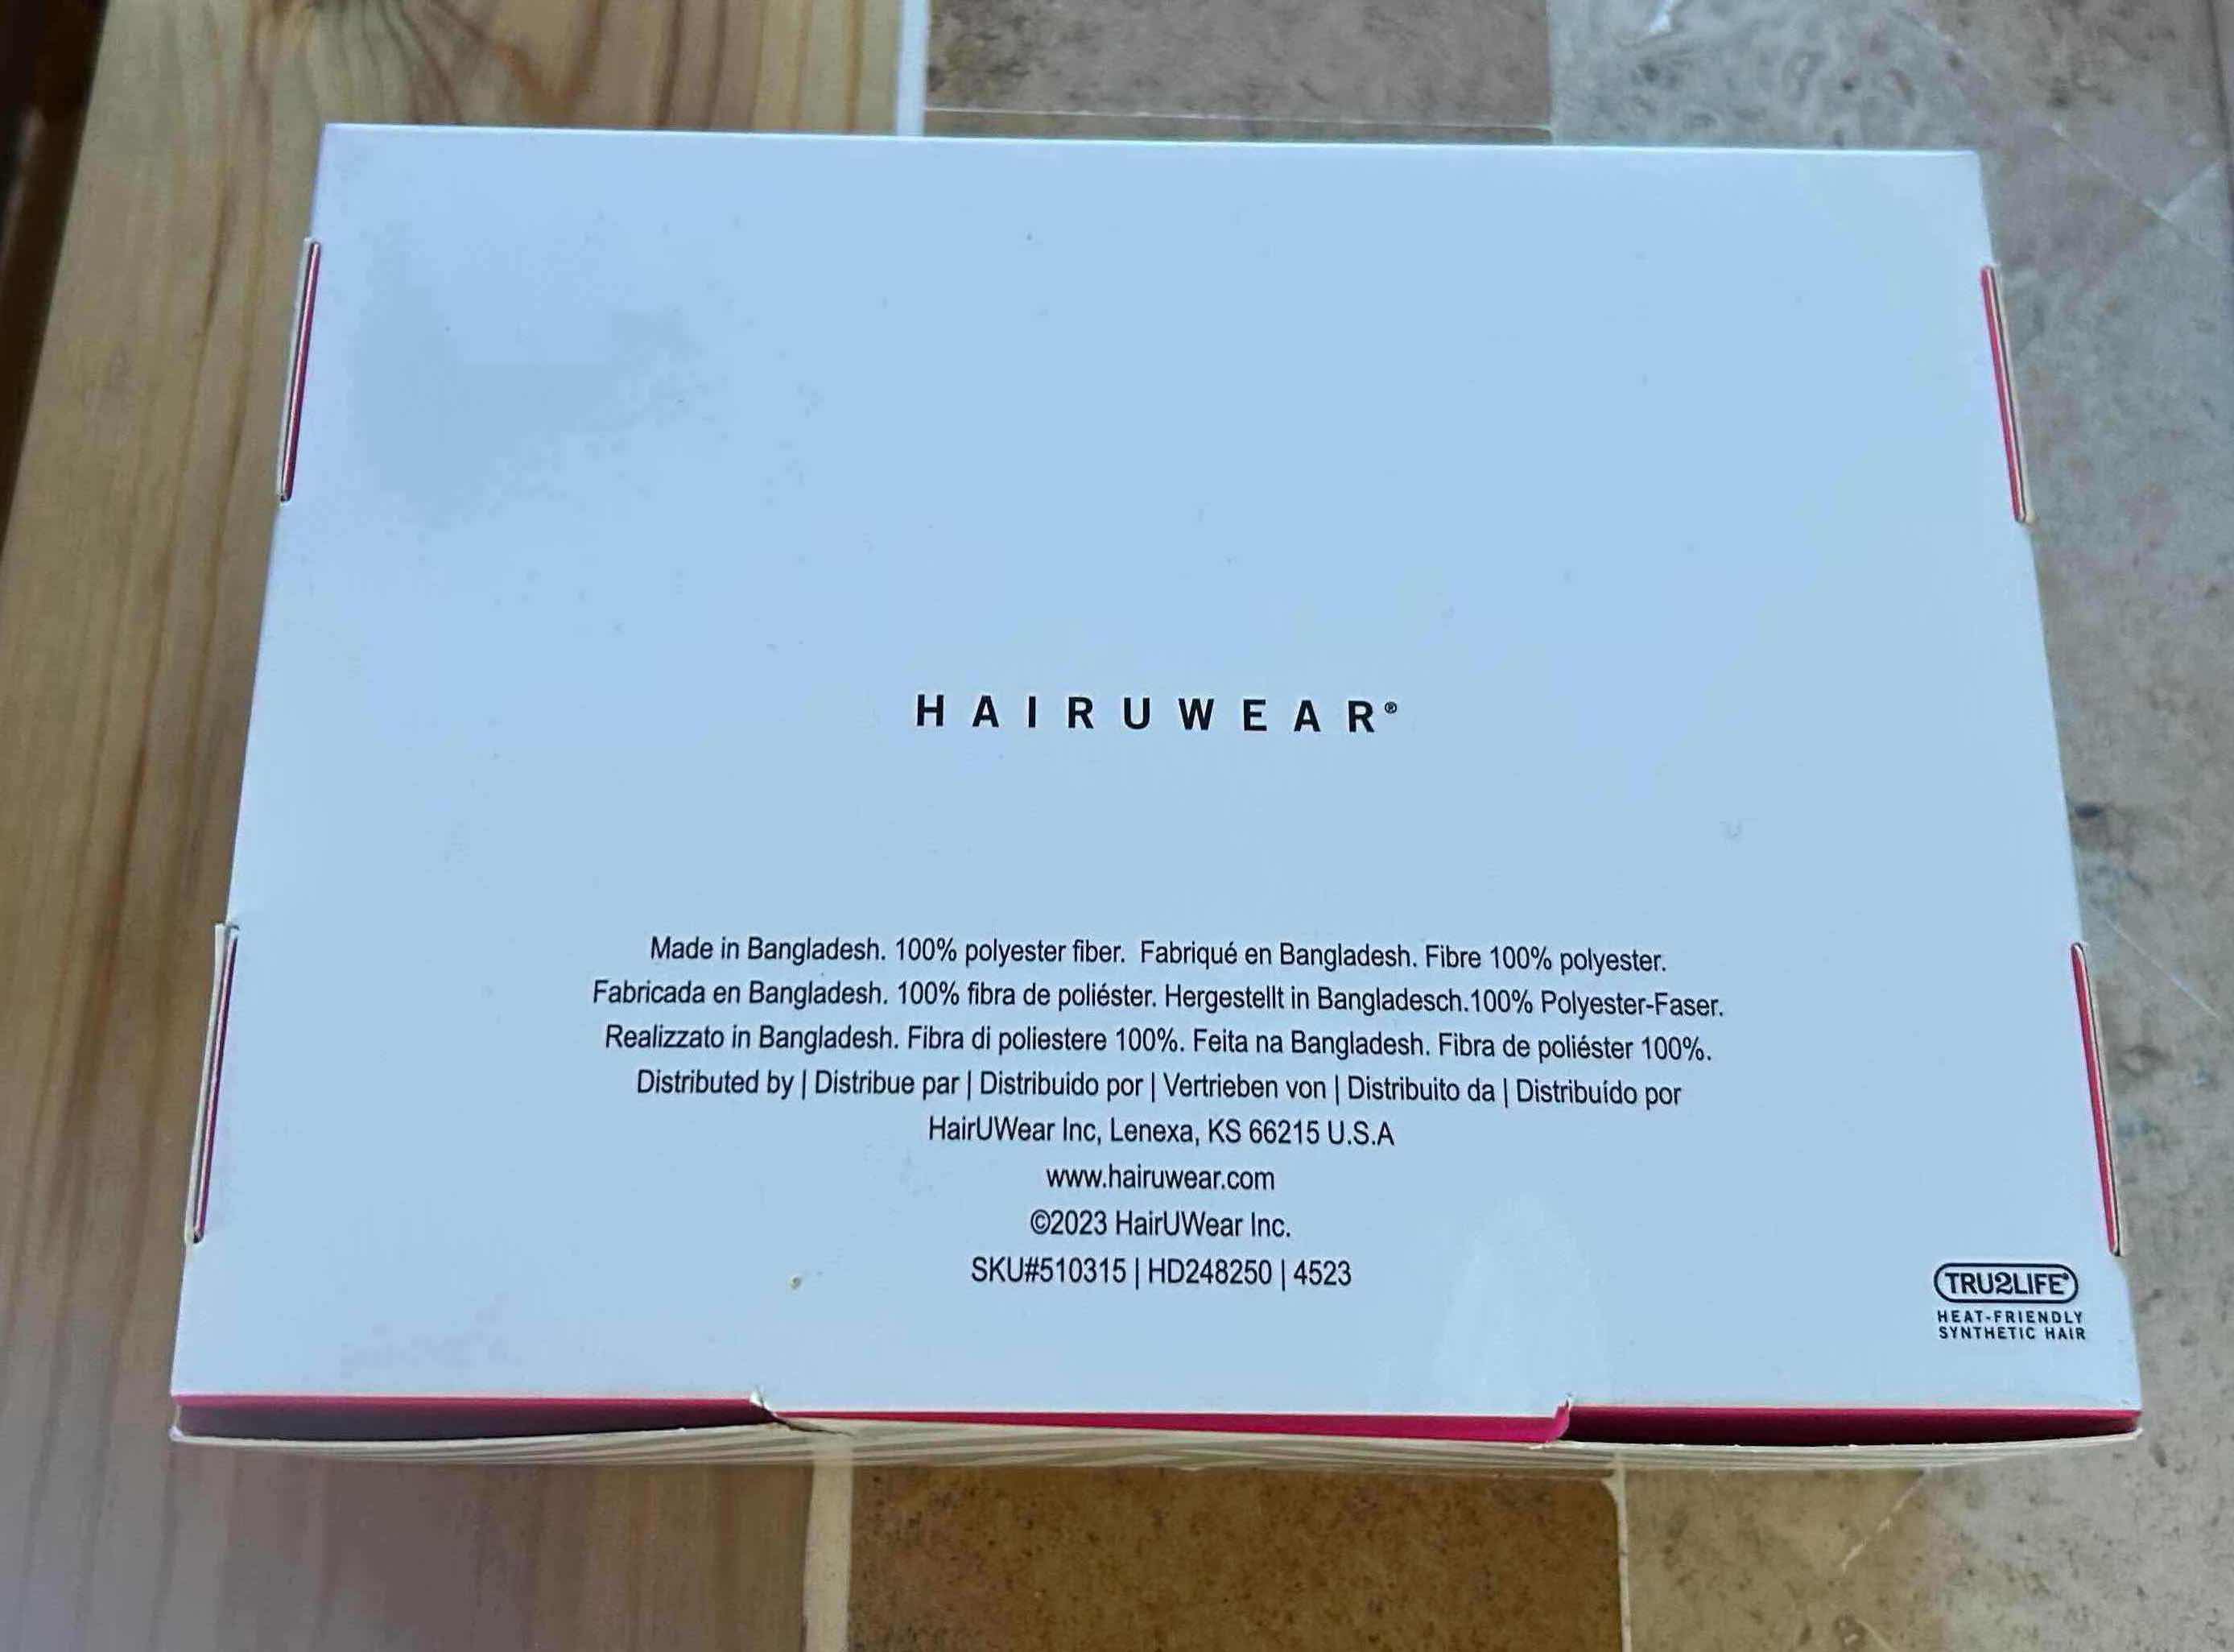 HAIRUWEAR®
Made in Bangladesh. 100% polyester fiber. Fabriqué en Bangladesh. Fibre 100% polyester.
Fabricada en Bangladesh. 100% fibra de poliéster. Hergestellt in Bangladesch.100% Polyester-Faser.
Realizzato in Bangladesh. Fibra di poliestere 100%. Feita na Bangladesh. Fibra de poliéster 100%.
Distributed by | Distribue par | Distribuido por | Vertrieben von | Distribuito da | Distribuído por
HairUWear Inc, Lenexa, KS 66215 U.S.A
www.hairuwear.com
©2023 HairUWear Inc.
SKU#510315 | HD248250 | 4523
TRU2LIFE®
HEAT-FRIENDLY
SYNTHETIC HAIR